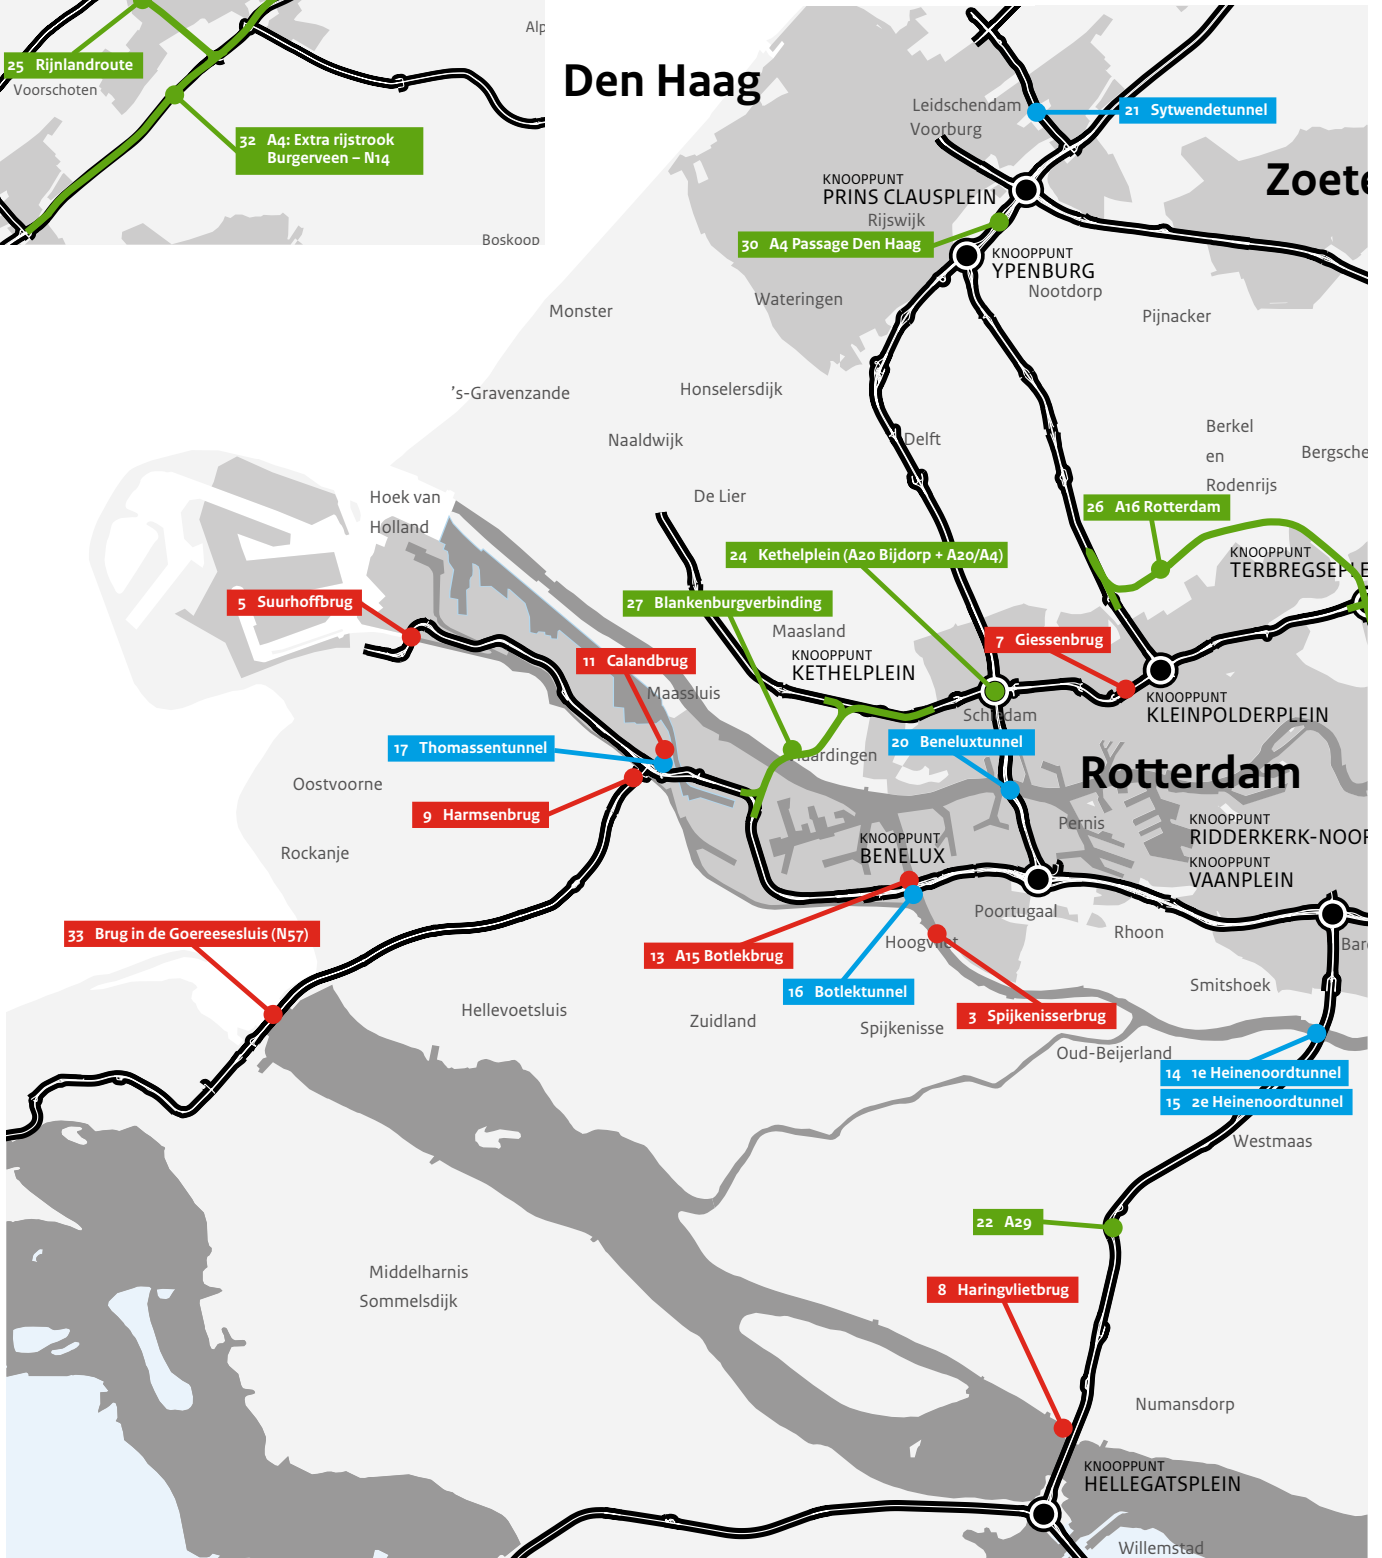 Alp
25 Rijnlandroute
Voorschoten
32 A4: Extra rijstrook
Burgerveen – N14
Boskoop
Den Haag
Leidschendam
Voorburg
21 Sytwendetunnel
KNOOPPUNT
PRINS CLAUSPLEIN
Zoete
Rijswijk
30 A4 Passage Den Haag
KNOOPPUNT
YPENBURG
Nootdorp
Wateringen
Monster
Pijnacker
's-Gravenzande
Honselersdijk
Naaldwijk
Delft
Berkel
en
Rodenrijs
Bergsche
De Lier
Hoek van
Holland
26 A16 Rotterdam
24 Kethelplein (A20 Bijdorp + A20/A4)
KNOOPPUNT
TERBREGSEPLE
5 Suurhoffbrug
27 Blankenburgverbinding
Maasland
7 Giessenbrug
KNOOPPUNT
KETHELPLEIN
11 Calandbrug
Maassluis
KNOOPPUNT
KLEINPOLDERPLEIN
Schiedam
17 Thomassentunnel
20 Beneluxtunnel
Vlaardingen
Rotterdam
Oostvoorne
9 Harmsenbrug
Pernis
KNOOPPUNT
RIDDERKERK-NOOR
KNOOPPUNT
BENELUX
KNOOPPUNT
VAANPLEIN
Rockanje
Poortugaal
33 Brug in de Goereesesluis (N57)
Rhoon
Hoogvliet
Bare
13 A15 Botlekbrug
16 Botlektunnel
Smitshoek
Hellevoetsluis
Zuidland
Spijkenisse
3 Spijkenisserbrug
Oud-Beijerland
14 1e Heinenoordtunnel
15 2e Heinenoordtunnel
Westmaas
22 A29
Middelharnis
Sommelsdijk
8 Haringvlietbrug
Numansdorp
KNOOPPUNT
HELLEGATSPLEIN
Willemstad